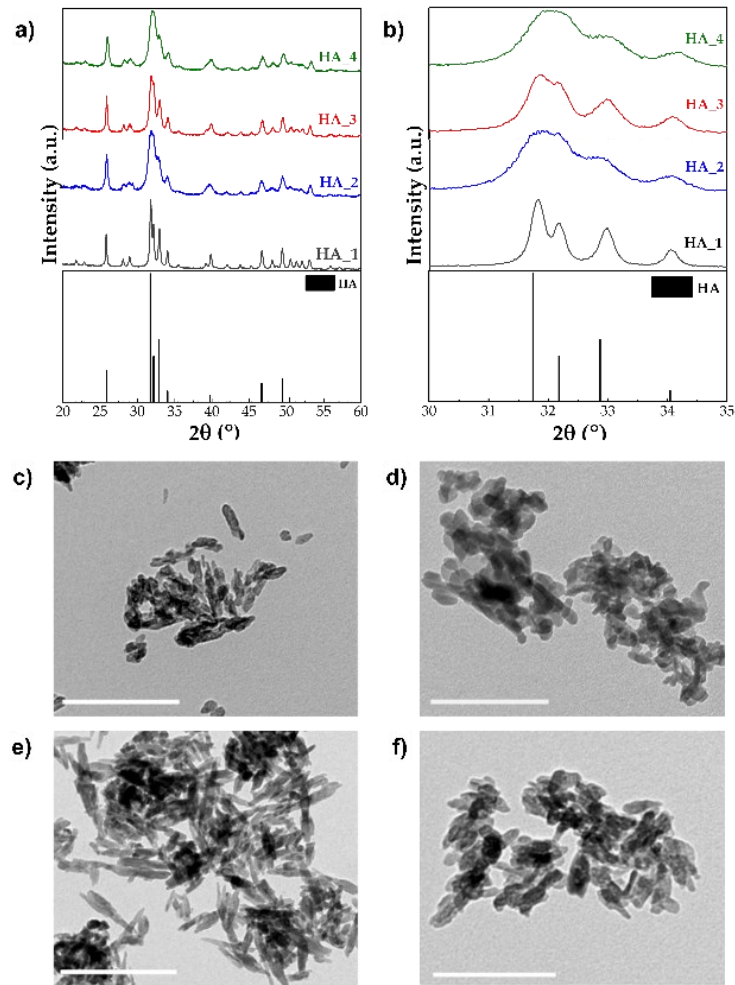 a)
Intensity (a.u.)
HA_4
HA_3
HA_2
HA_1
HA
20 25 30 35 40 45 50 55 60
2θ (°)
b)
Intensity (a.u.)
HA_4
HA_3
HA_2
HA_1
HA
30 31 32 33 34 35
2θ (°)
c)
d)
e)
f)